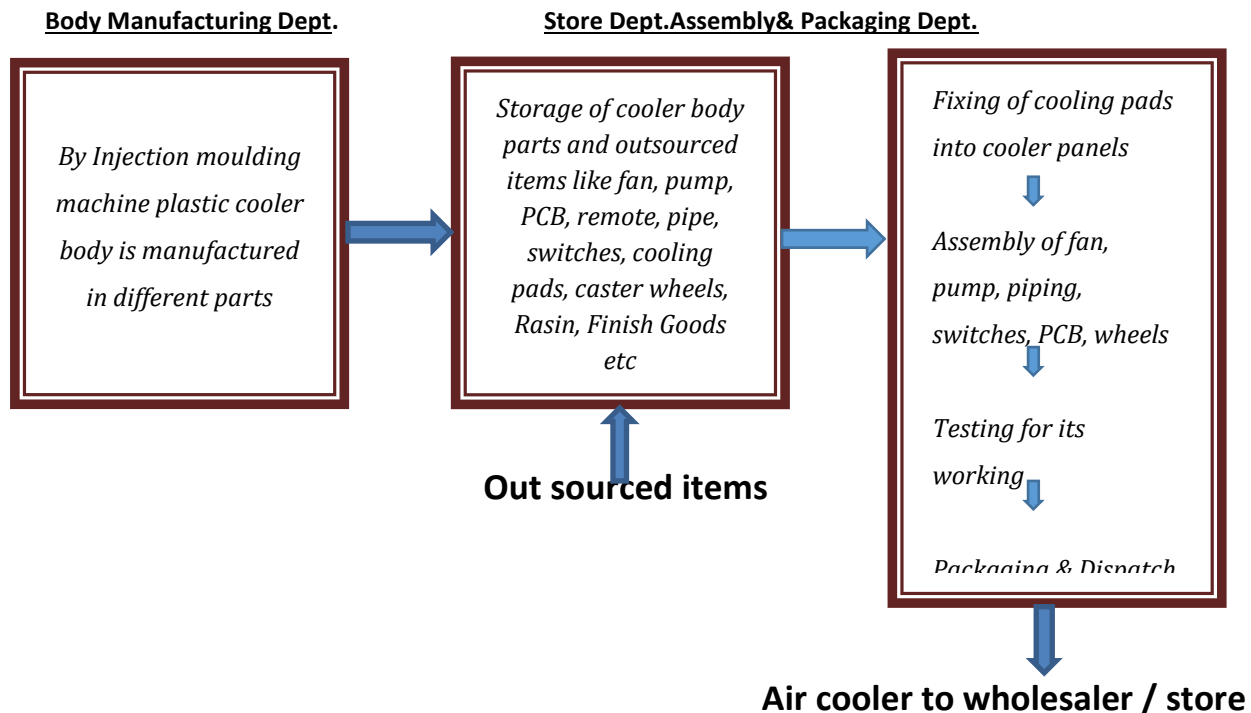 Body Manufacturing Dept.
Store Dept.Assembly& Packaging Dept.
By Injection moulding
machine plastic cooler
body is manufactured
in different parts
Storage of cooler body
parts and outsourced
items like fan, pump,
PCB, remote, pipe,
switches, cooling
pads, caster wheels,
Rasin, Finish Goods
etc
Out sourced items
Fixing of cooling pads
into cooler panels
Assembly of fan,
pump, piping,
switches, PCB, wheels
Testing for its
working
Packaging & Dispatch
Air cooler to wholesaler / store